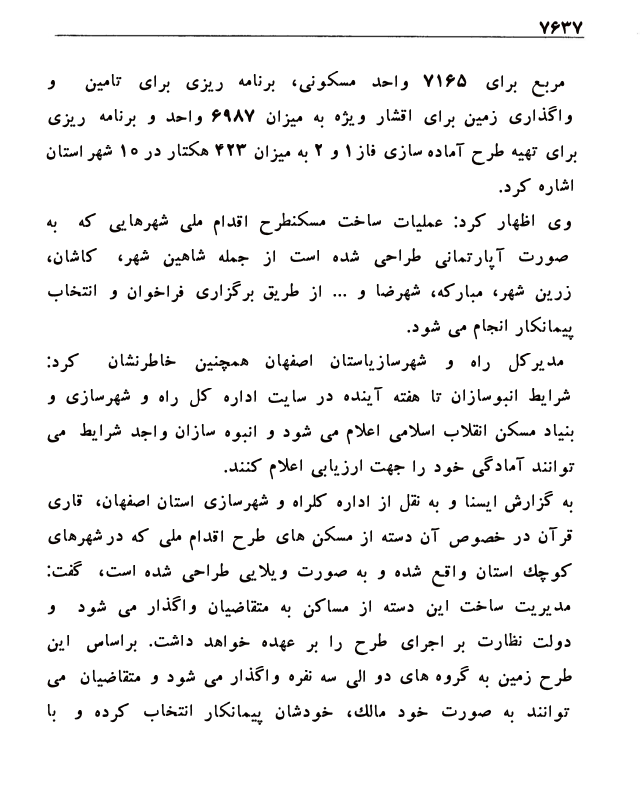 ۷۶۳۷
مربع برای ۷۱۶۵ واحد مسکونی، برنامه ریزی برای تامین و
واگذاری زمین برای اقشار ویژه به میزان ۶۹۸۷ واحد و برنامه ریزی
برای تهیه طرح آماده سازی فاز۱ و ۲ به میزان ۴۲۳ هکتار در ۱۰ شهر استان
اشاره کرد.
وی اظهار کرد: عملیات ساخت مسکنطرح اقدام ملی شهرهایی که به
صورت آپارتمانی طراحی شده است از جمله شاهین شهر، کاشان،
زرین شهر، مبارکه، شهرضا و ... از طریق برگزاری فراخوان و انتخاب
پیمانکار انجام می شود.
مدیرکل راه و شهرسازیاستان اصفهان همچنین خاطرنشان کرد:
شرایط انبوسازان تا هفته آینده در سایت اداره کل راه و شهرسازی و
بنیاد مسکن انقلاب اسلامی اعلام می شود و انبوه سازان واجد شرایط می
توانند آمادگی خود را جهت ارزیابی اعلام کنند.
به گزارش ایسنا و به نقل از اداره کلراه و شهرسازی استان اصفهان، قاری
قرآن در خصوص آن دسته از مسکن های طرح اقدام ملی که در شهرهای
کوچك استان واقع شده و به صورت ویلایی طراحی شده است، گفت:
مدیریت ساخت این دسته از مساکن به متقاضیان واگذار می شود و
دولت نظارت بر اجرای طرح را بر عهده خواهد داشت. براساس این
طرح زمین به گروه های دو الی سه نفره واگذار می شود و متقاضیان می
توانند به صورت خود مالك، خودشان پیمانکار انتخاب کرده و با